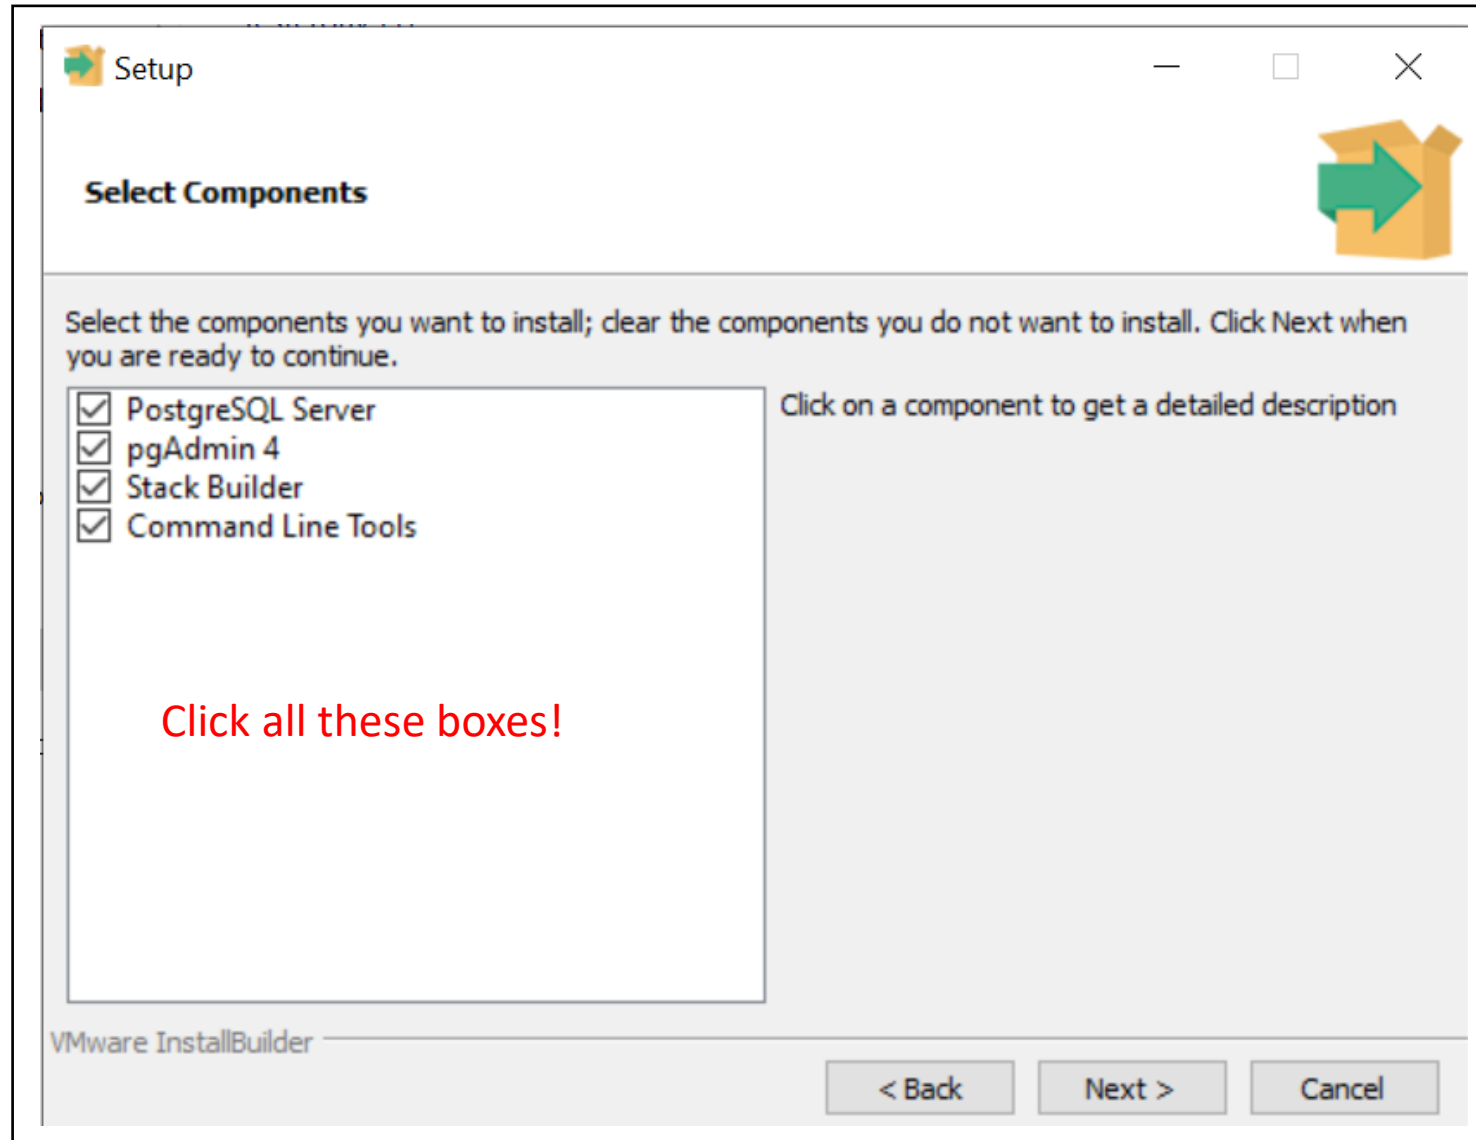 Setup
Select Components
Select the components you want to install; clear the components you do not want to install. Click Next when
you are ready to continue.
PostgreSQL Server
pgAdmin 4
Stack Builder
Command Line Tools
Click on a component to get a detailed description
Click all these boxes!
VMware InstallBuilder
< Back
Next >
Cancel